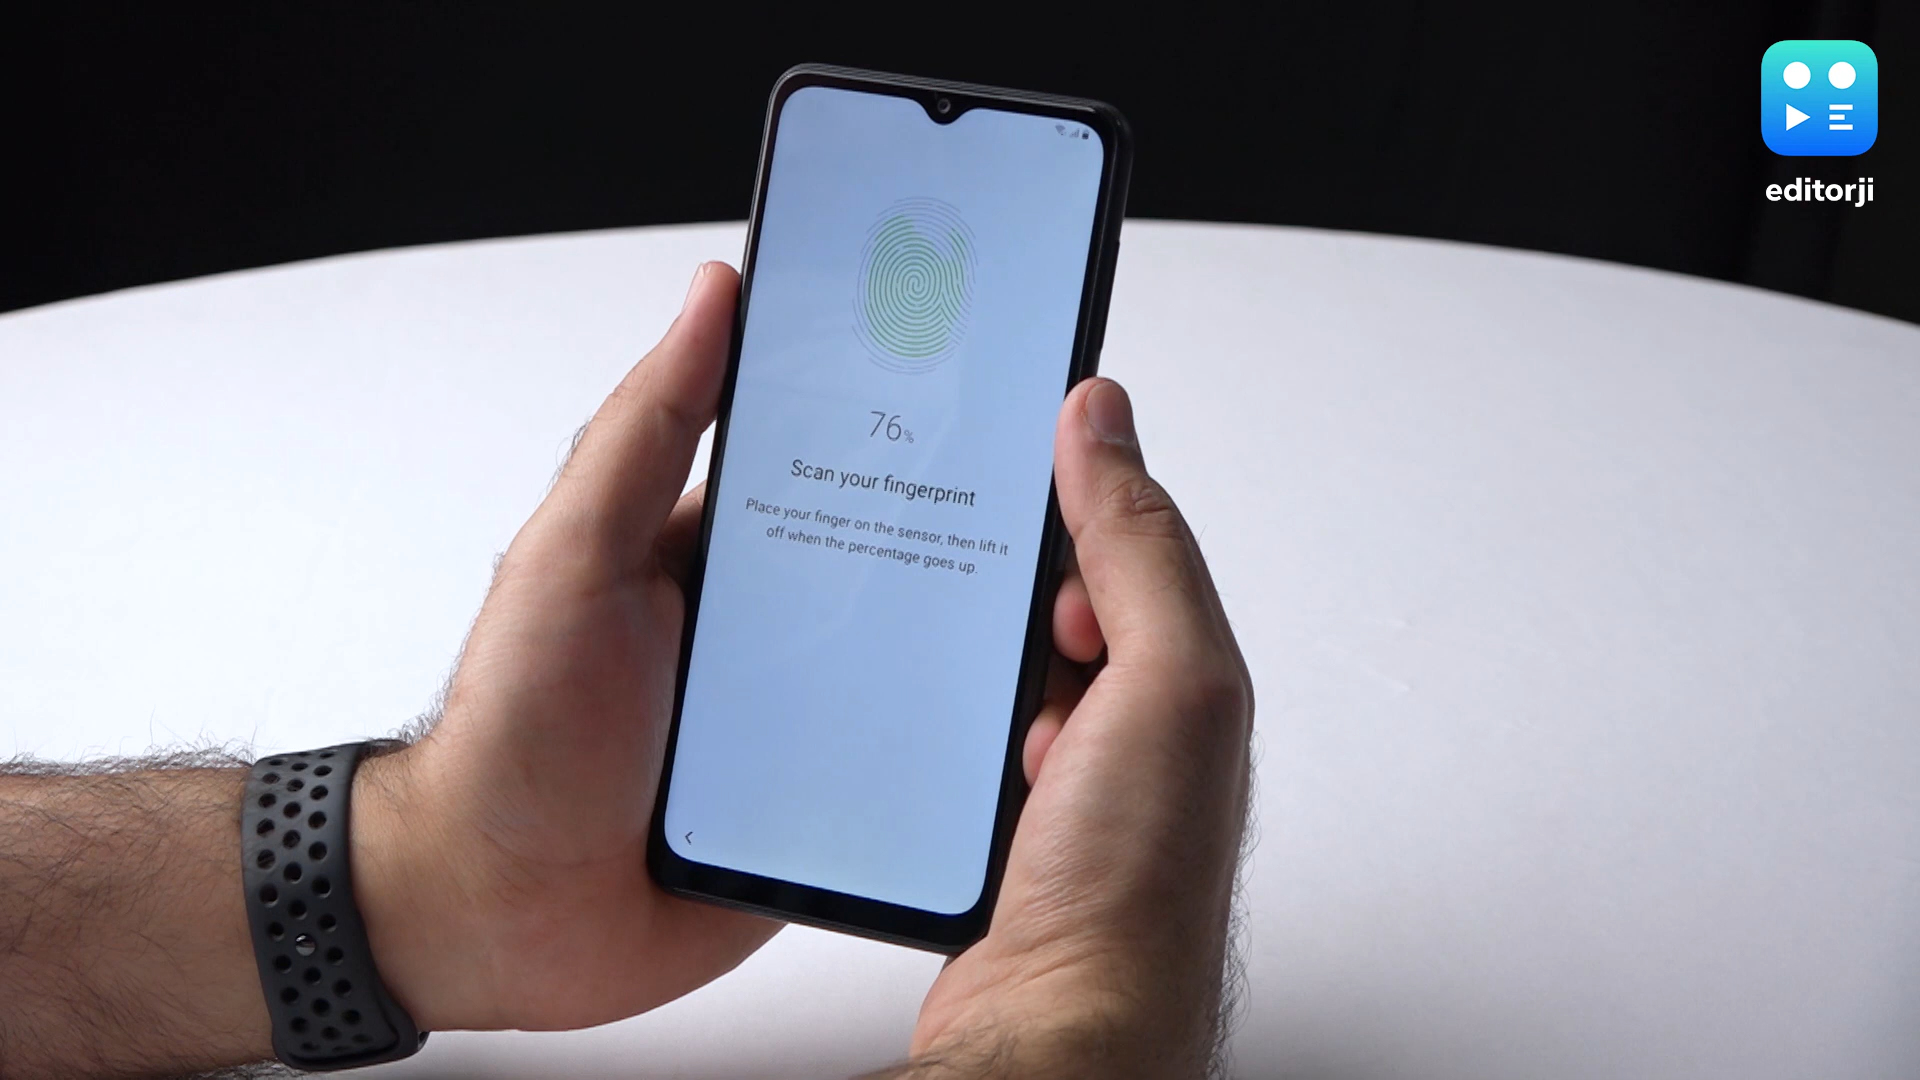 editorji
76%
Scan your fingerprint
Place your finger on the sensor, then lift it
off when the percentage goes up.